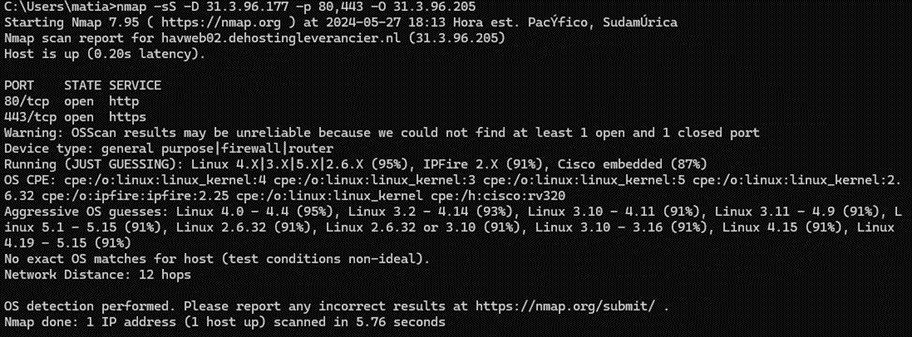 C:\Users\matia>nmap -sS -D 31.3.96.177 -p 80,443 -O 31.3.96.205
Starting Nmap 7.95 ( https://nmap.org ) at 2024-05-27 18:13 Hora est. PacÝfico, SudamÚrica
Nmap scan report for havweb02.dehostingleverancier.nl (31.3.96.205)
Host is up (0.20s latency).
PORT    STATE SERVICE
80/tcp  open  http
443/tcp open  https
Warning: OSScan results may be unreliable because we could not find at least 1 open and 1 closed port
Device type: general purpose|firewall|router
Running (JUST GUESSING): Linux 4.X|3.X|5.X|2.6.X (95%), IPFire 2.X (91%), Cisco embedded (87%)
OS CPE: cpe:/o:linux:linux_kernel:4 cpe:/o:linux:linux_kernel:3 cpe:/o:linux:linux_kernel:5 cpe:/o:linux:linux_kernel:2.
6.32 cpe:/o:ipfire:ipfire:2.25 cpe:/o:linux:linux_kernel cpe:/h:cisco:rv320
Aggressive OS guesses: Linux 4.0 - 4.4 (95%), Linux 3.2 - 4.14 (93%), Linux 3.10 - 4.11 (91%), Linux 3.11 - 4.9 (91%), L
inux 5.1 - 5.15 (91%), Linux 2.6.32 (91%), Linux 2.6.32 or 3.10 (91%), Linux 3.10 - 3.16 (91%), Linux 4.15 (91%), Linux
4.19 - 5.15 (91%)
No exact OS matches for host (test conditions non-ideal).
Network Distance: 12 hops
OS detection performed. Please report any incorrect results at https://nmap.org/submit/ .
Nmap done: 1 IP address (1 host up) scanned in 5.76 seconds